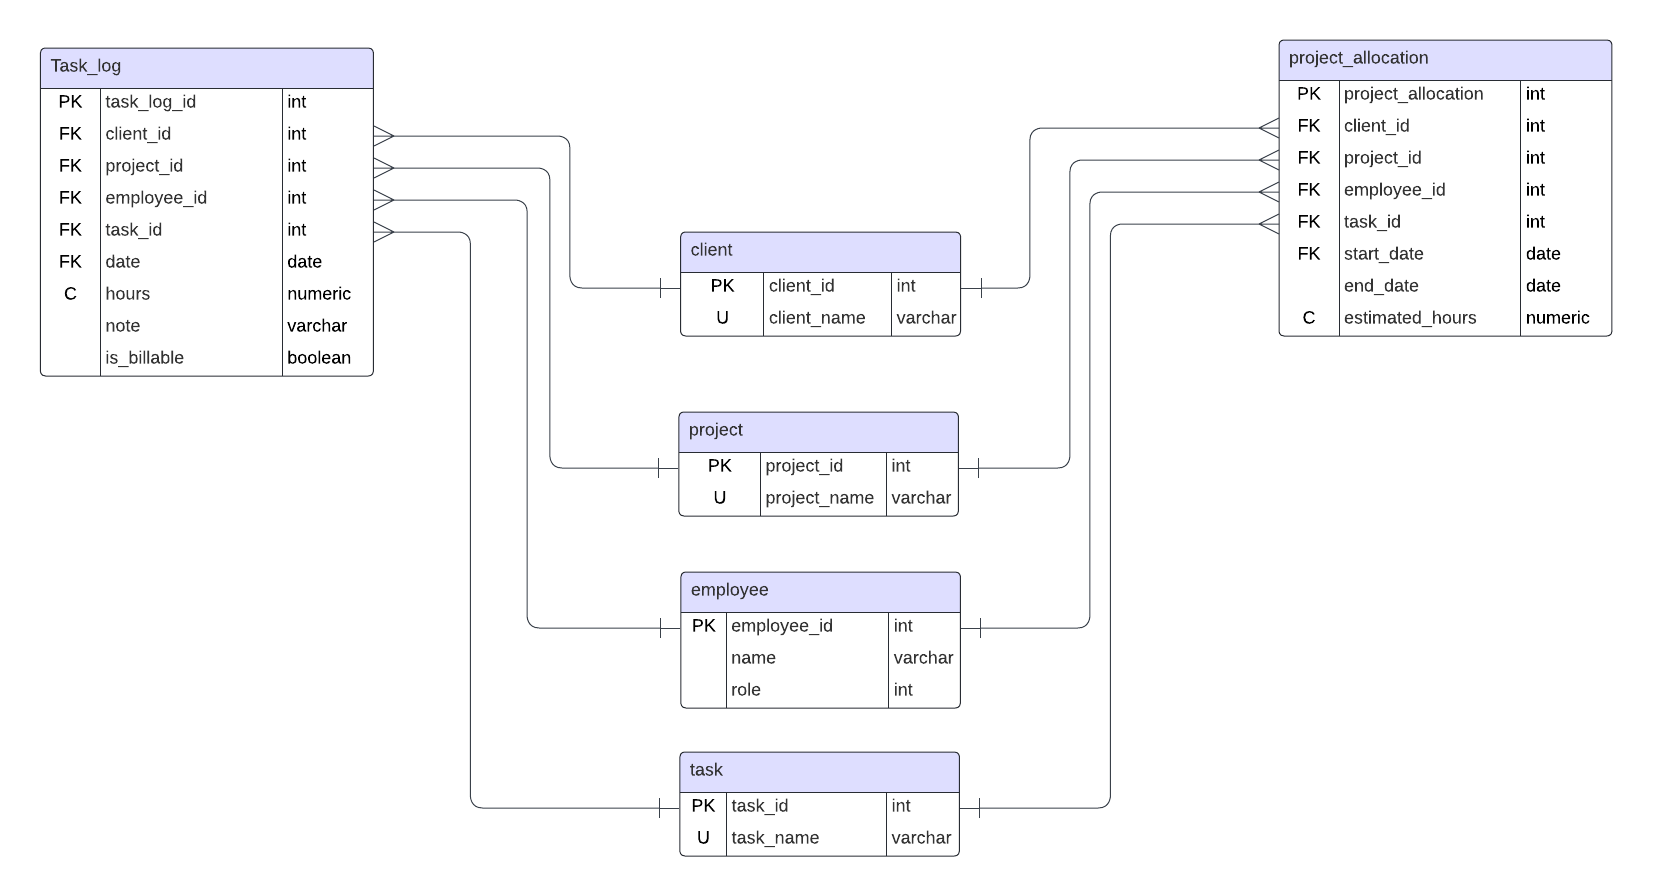 Task_log
PK task_log_id int
FK client_id int
FK project_id int
FK employee_id int
FK task_id int
FK date date
C hours numeric
note varchar
is_billable boolean
client
PK client_id int
U client_name varchar
project
PK project_id int
U project_name varchar
employee
PK employee_id int
name varchar
role int
task
PK task_id int
U task_name varchar
project_allocation
PK project_allocation int
FK client_id int
FK project_id int
FK employee_id int
FK task_id int
FK start_date date
end_date date
C estimated_hours numeric